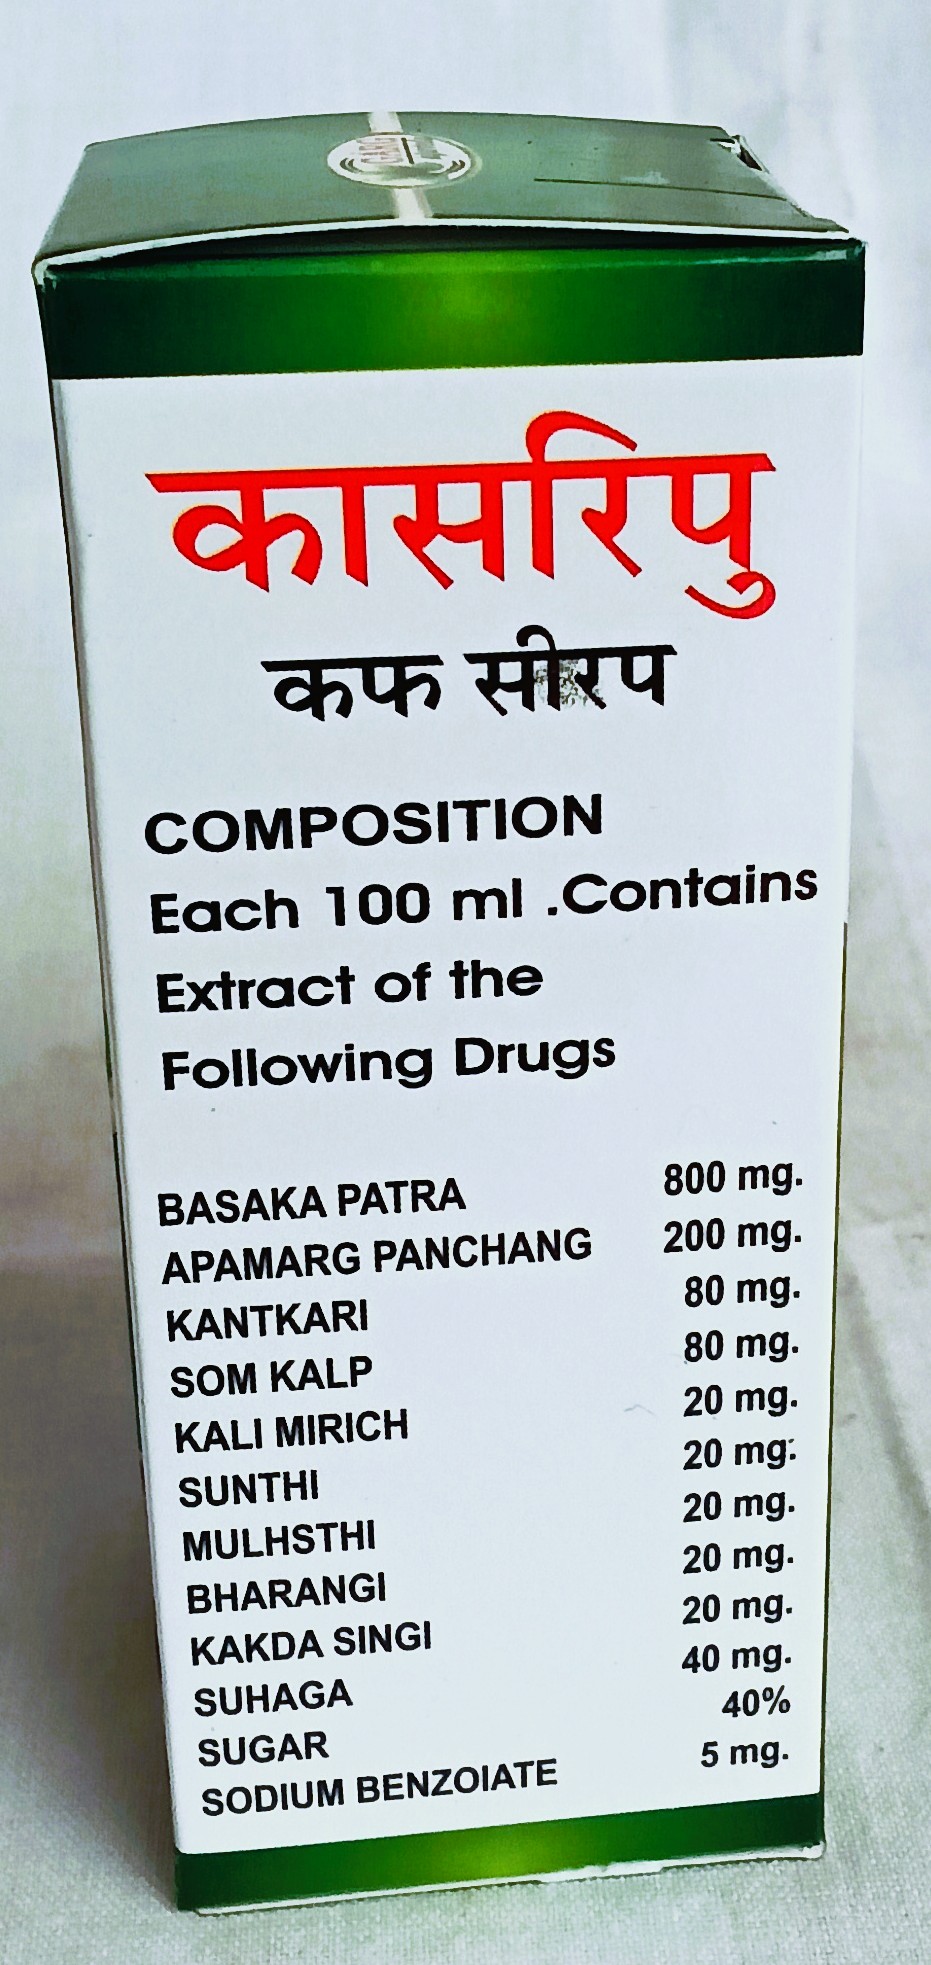 कासरिपु
कफ सीरप
COMPOSITION
Each 100 ml .Contains
Extract of the
Following Drugs
BASAKA PATRA 800 mg.
APAMARG PANCHANG 200 mg.
KANTKARI 80 mg.
SOM KALP 80 mg.
KALI MIRICH 20 mg.
SUNTHI 20 mg.
MULHSTHI 20 mg.
BHARANGI 20 mg.
KAKDA SINGI 20 mg.
SUHAGA 40 mg.
SUGAR 40%
SODIUM BENZOIATE 5 mg.